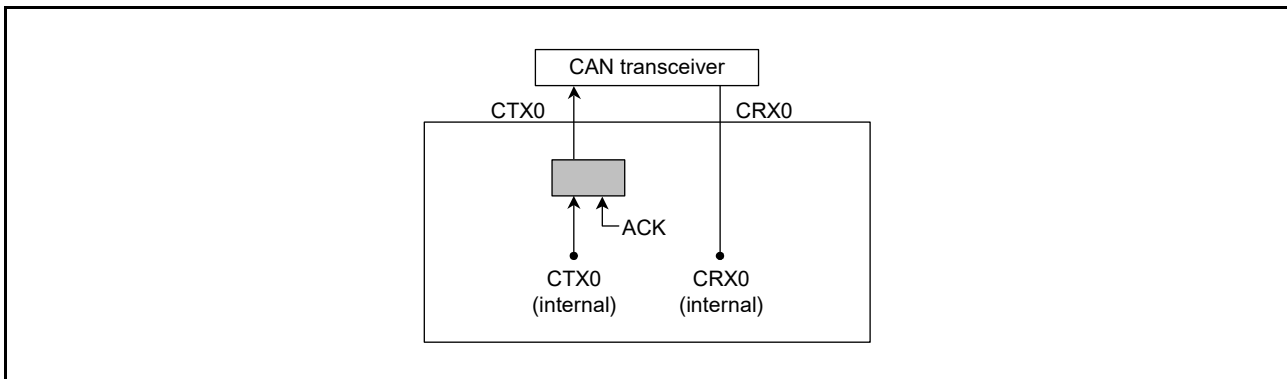 CAN transceiver
CTX0
CRX0
ACK
CTX0
(internal)
CRX0
(internal)